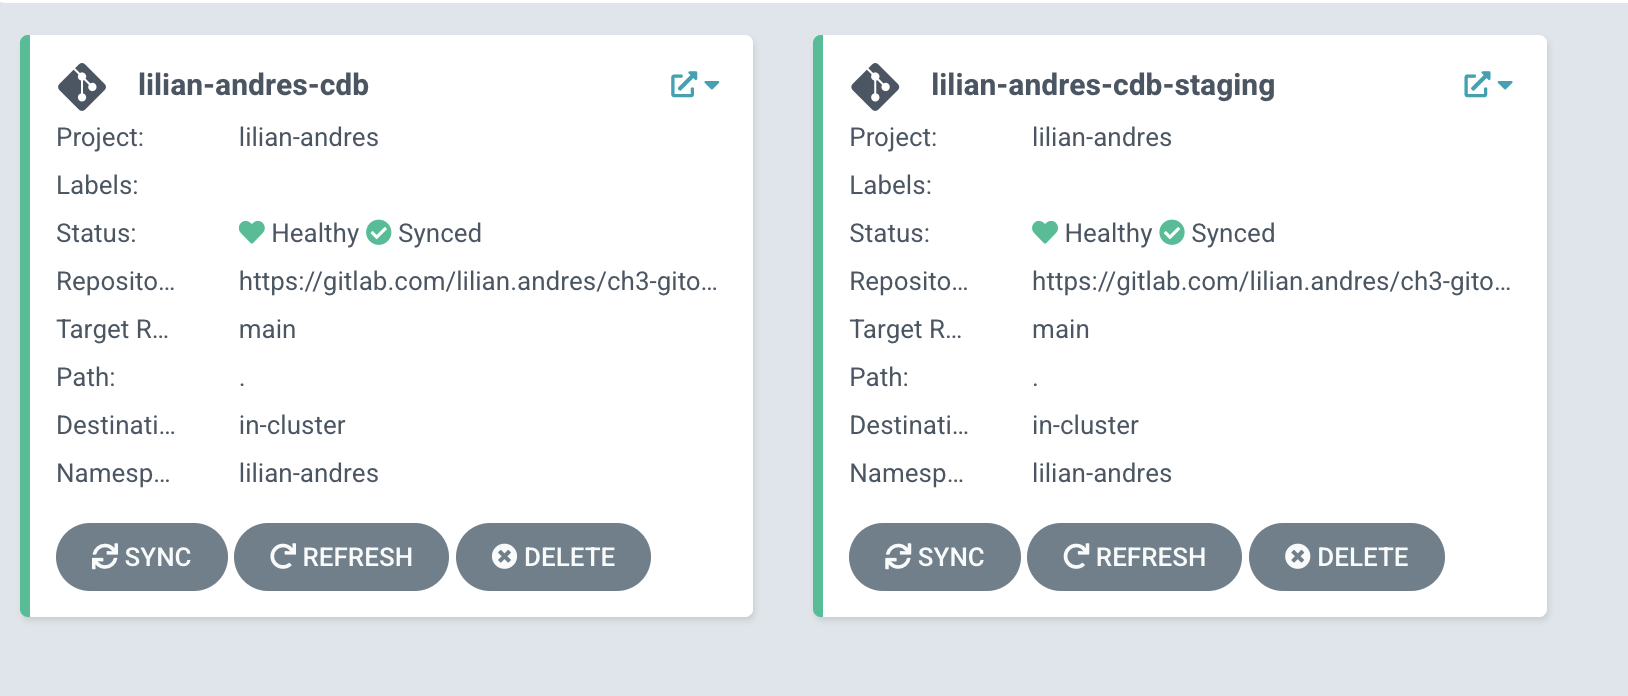 lilian-andres-cdb
Project: lilian-andres
Labels:
Status: Healthy Synced
Reposito... https://gitlab.com/lilian.andres/ch3-gito...
Target R... main
Path: .
Destinati... in-cluster
Namesp... lilian-andres
SYNC REFRESH DELETE
lilian-andres-cdb-staging
Project: lilian-andres
Labels:
Status: Healthy Synced
Reposito... https://gitlab.com/lilian.andres/ch3-gito...
Target R... main
Path: .
Destinati... in-cluster
Namesp... lilian-andres
SYNC REFRESH DELETE